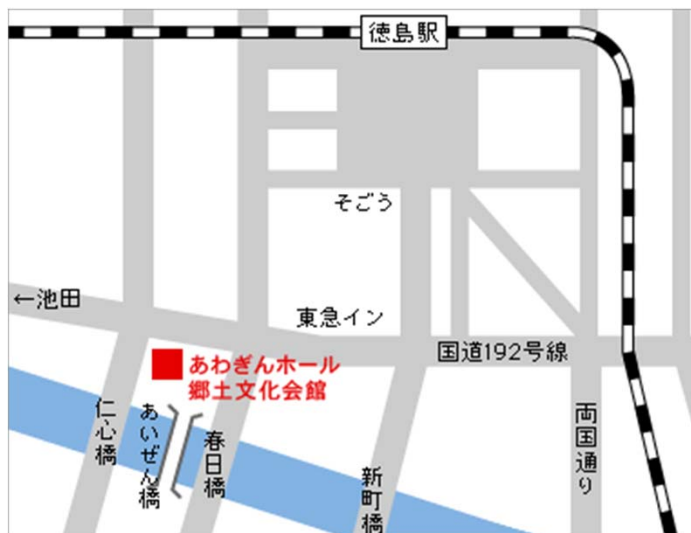 徳島駅
そごう
←池田
東急イン
国道192号線
あわぎんホール
郷土文化会館
仁心橋
あいぜん橋
春日橋
新町橋
両国通り